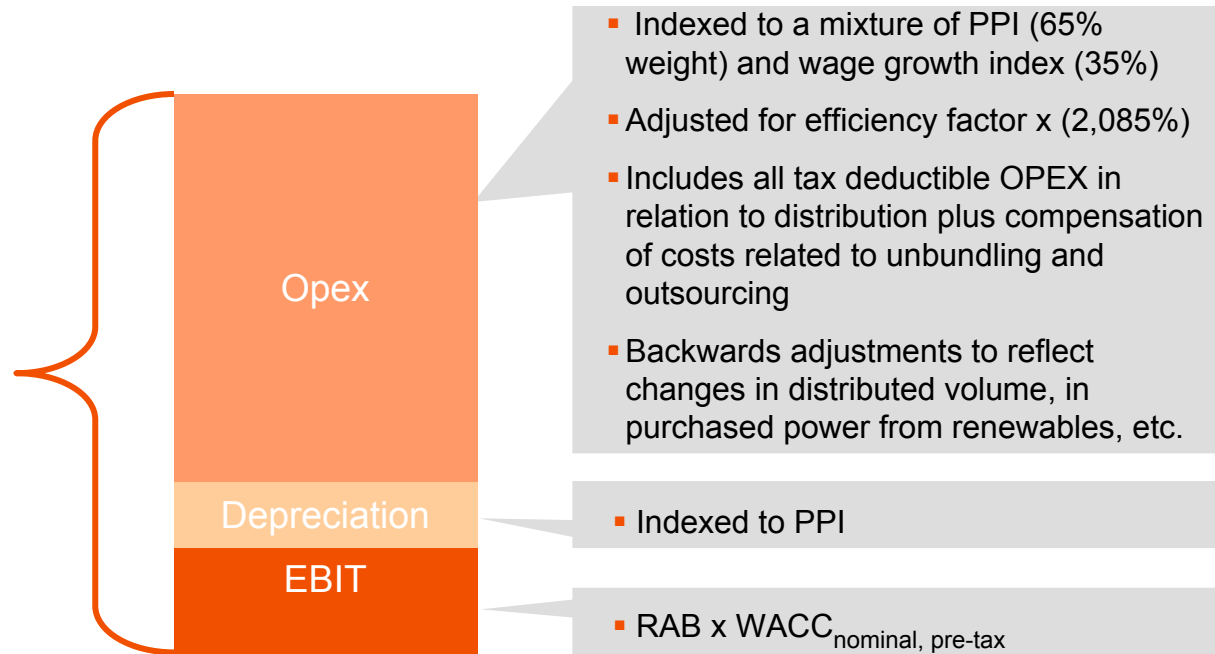 ▪ Indexed to a mixture of PPI (65%
weight) and wage growth index (35%)
▪ Adjusted for efficiency factor x (2,085%)
▪ Includes all tax deductible OPEX in
relation to distribution plus compensation
of costs related to unbundling and
outsourcing
▪ Backwards adjustments to reflect
changes in distributed volume, in
purchased power from renewables, etc.
Opex
Depreciation
▪ Indexed to PPI
EBIT
▪ RAB x WACCnominal, pre-tax